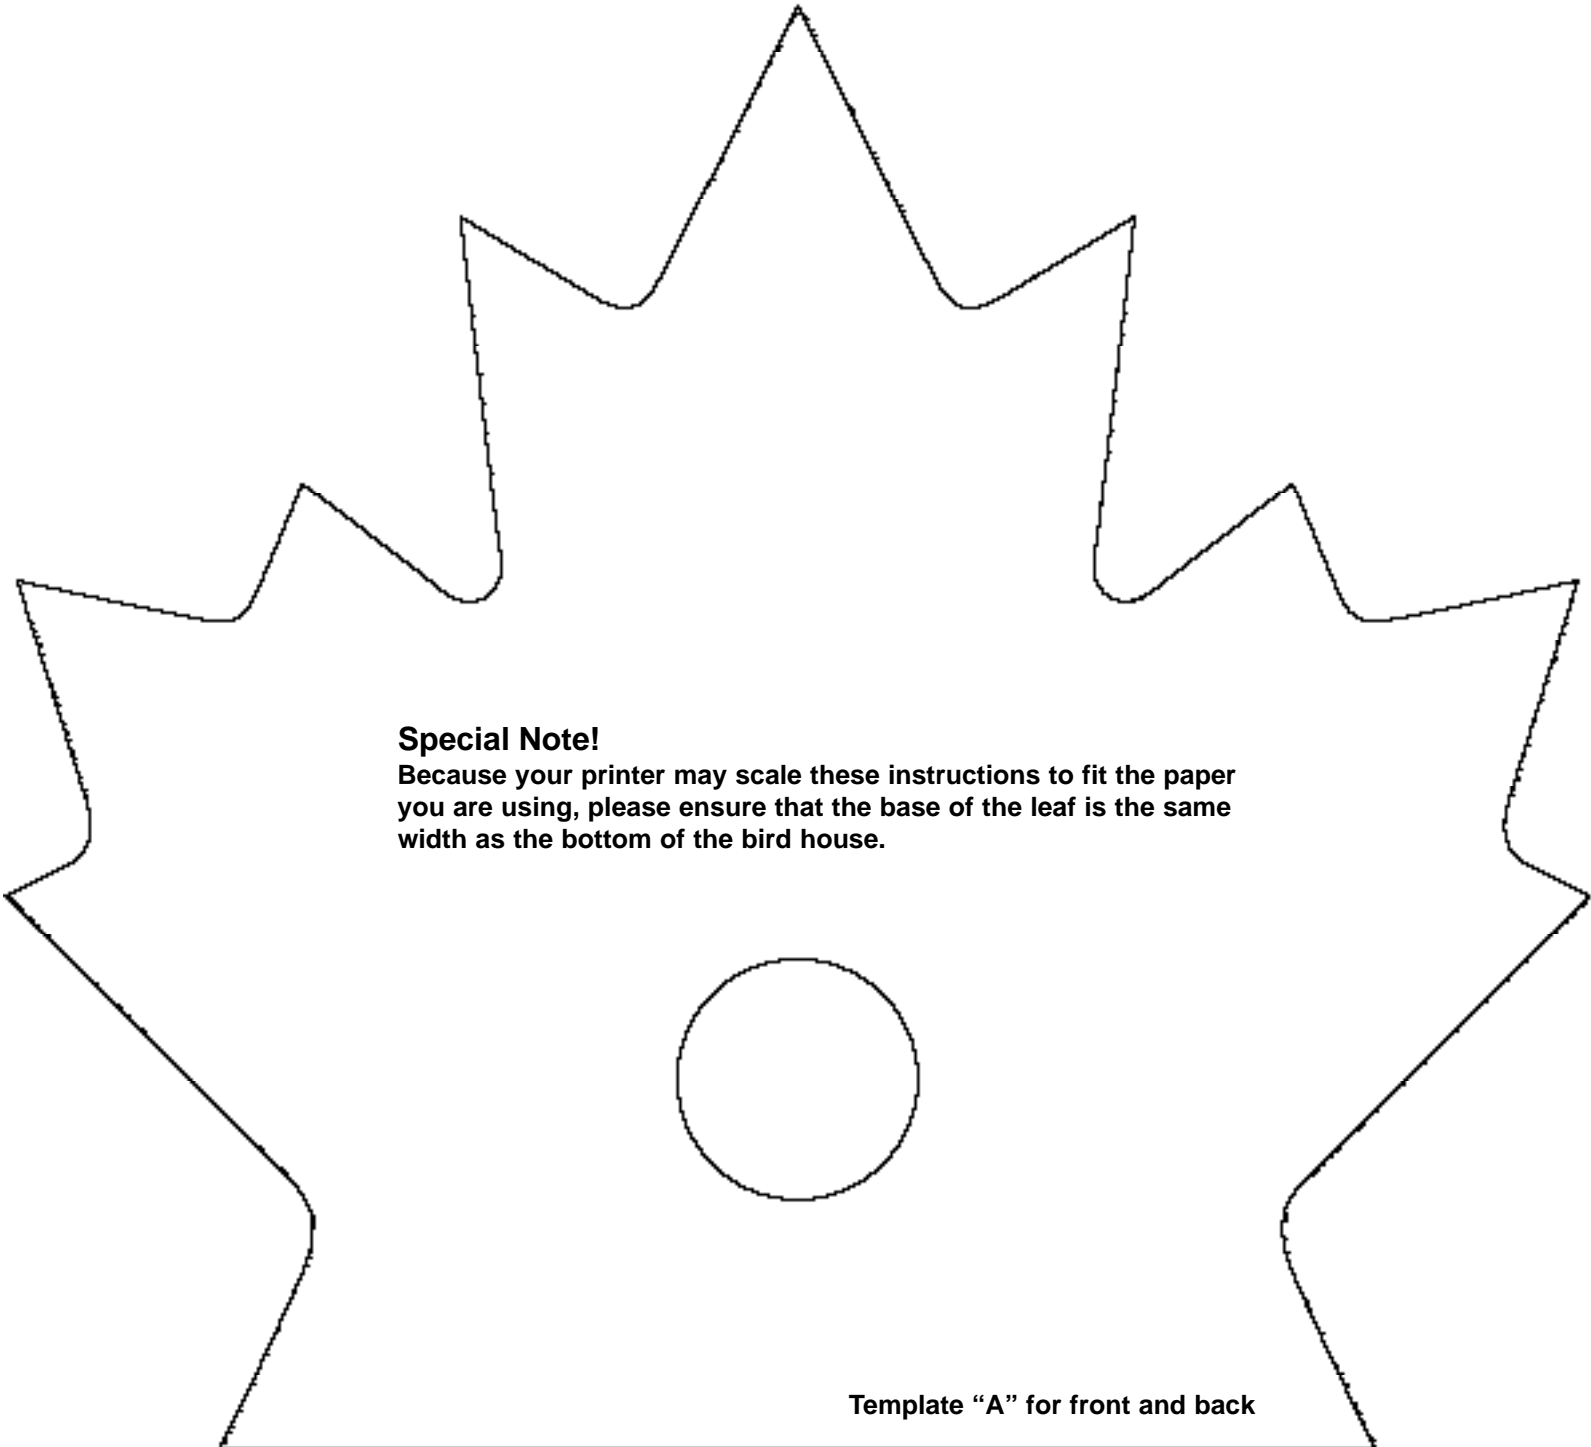 Special Note!
Because your printer may scale these instructions to fit the paper
you are using, please ensure that the base of the leaf is the same
width as the bottom of the bird house.
Template “A” for front and back